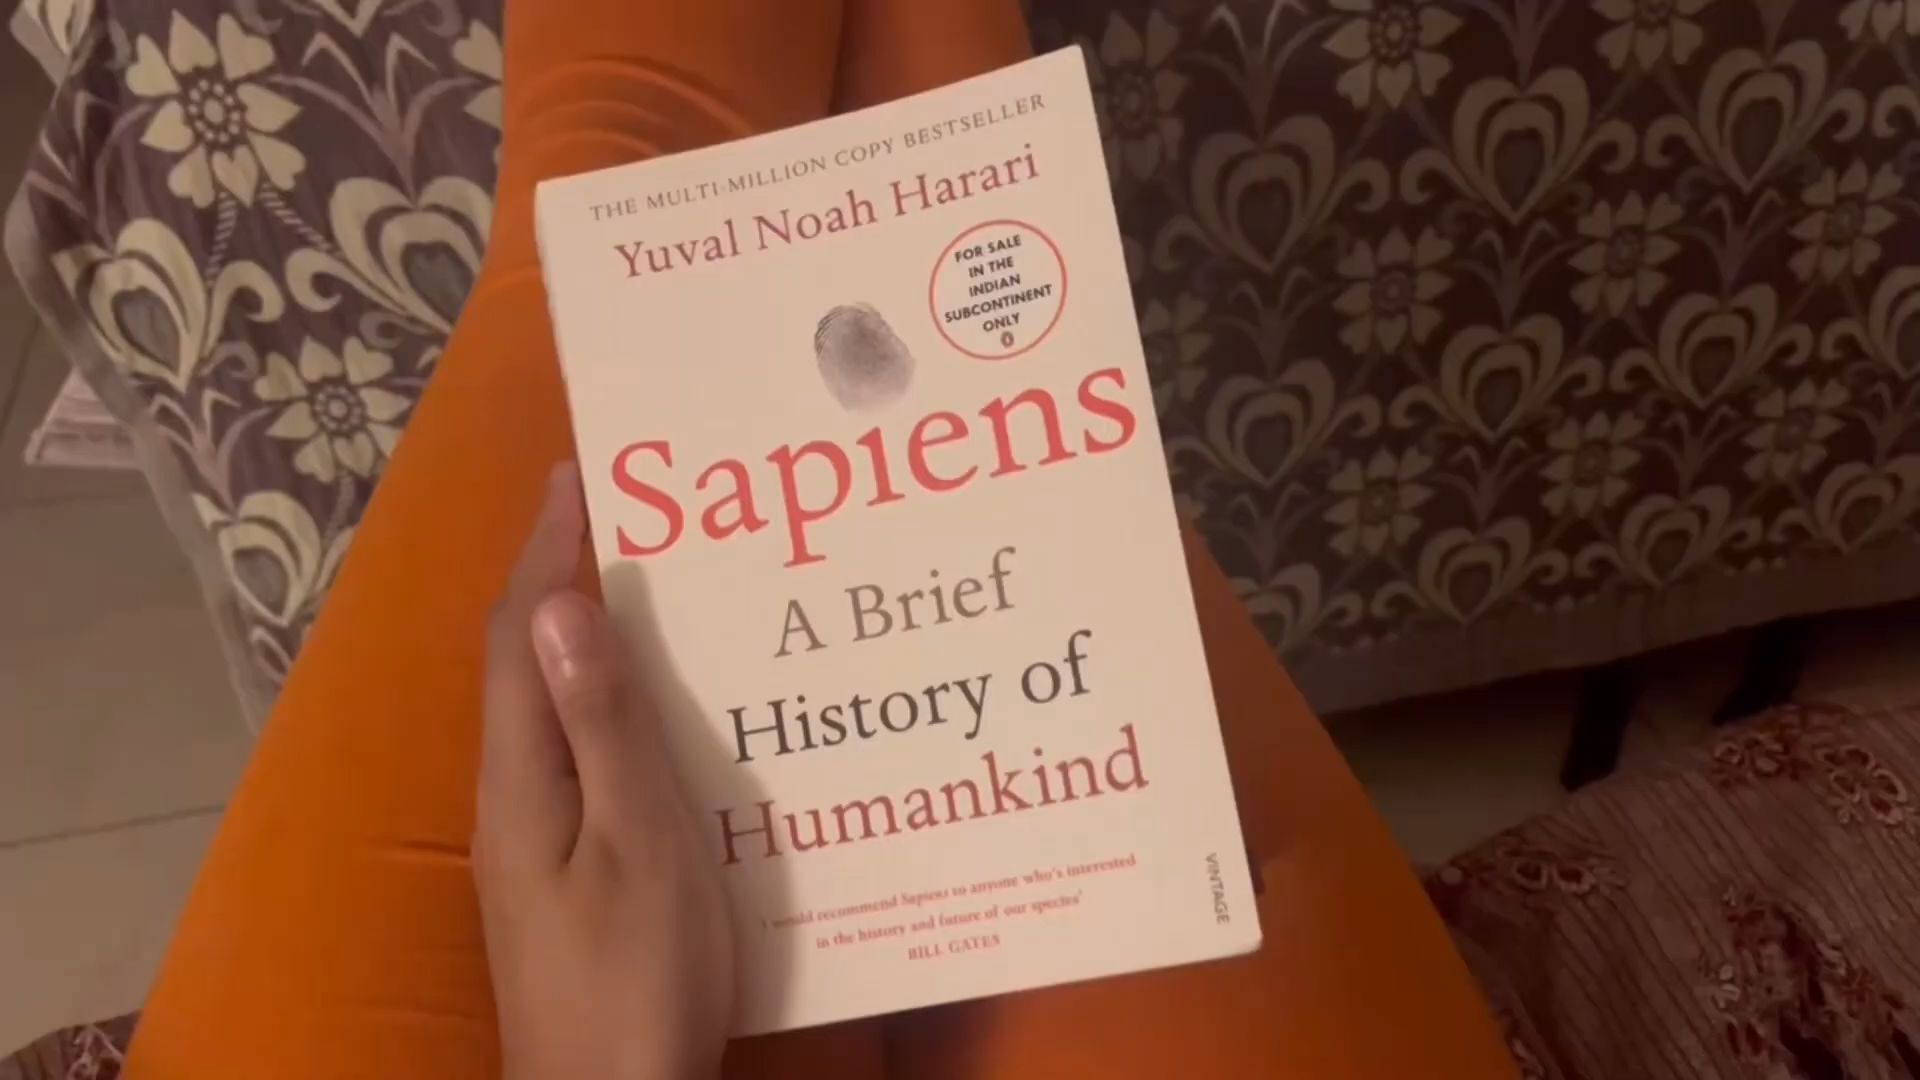 THE MULTI-MILLION COPY BESTSELLER
Yuval Noah Harari
FOR SALE
IN THE
INDIAN
SUBCONTINENT
ONLY
Sapiens
A Brief
History of
Humankind
'I would recommend Sapiens to anyone who's interested
in the history and future of our species'
BILL GATES
VINTAGE